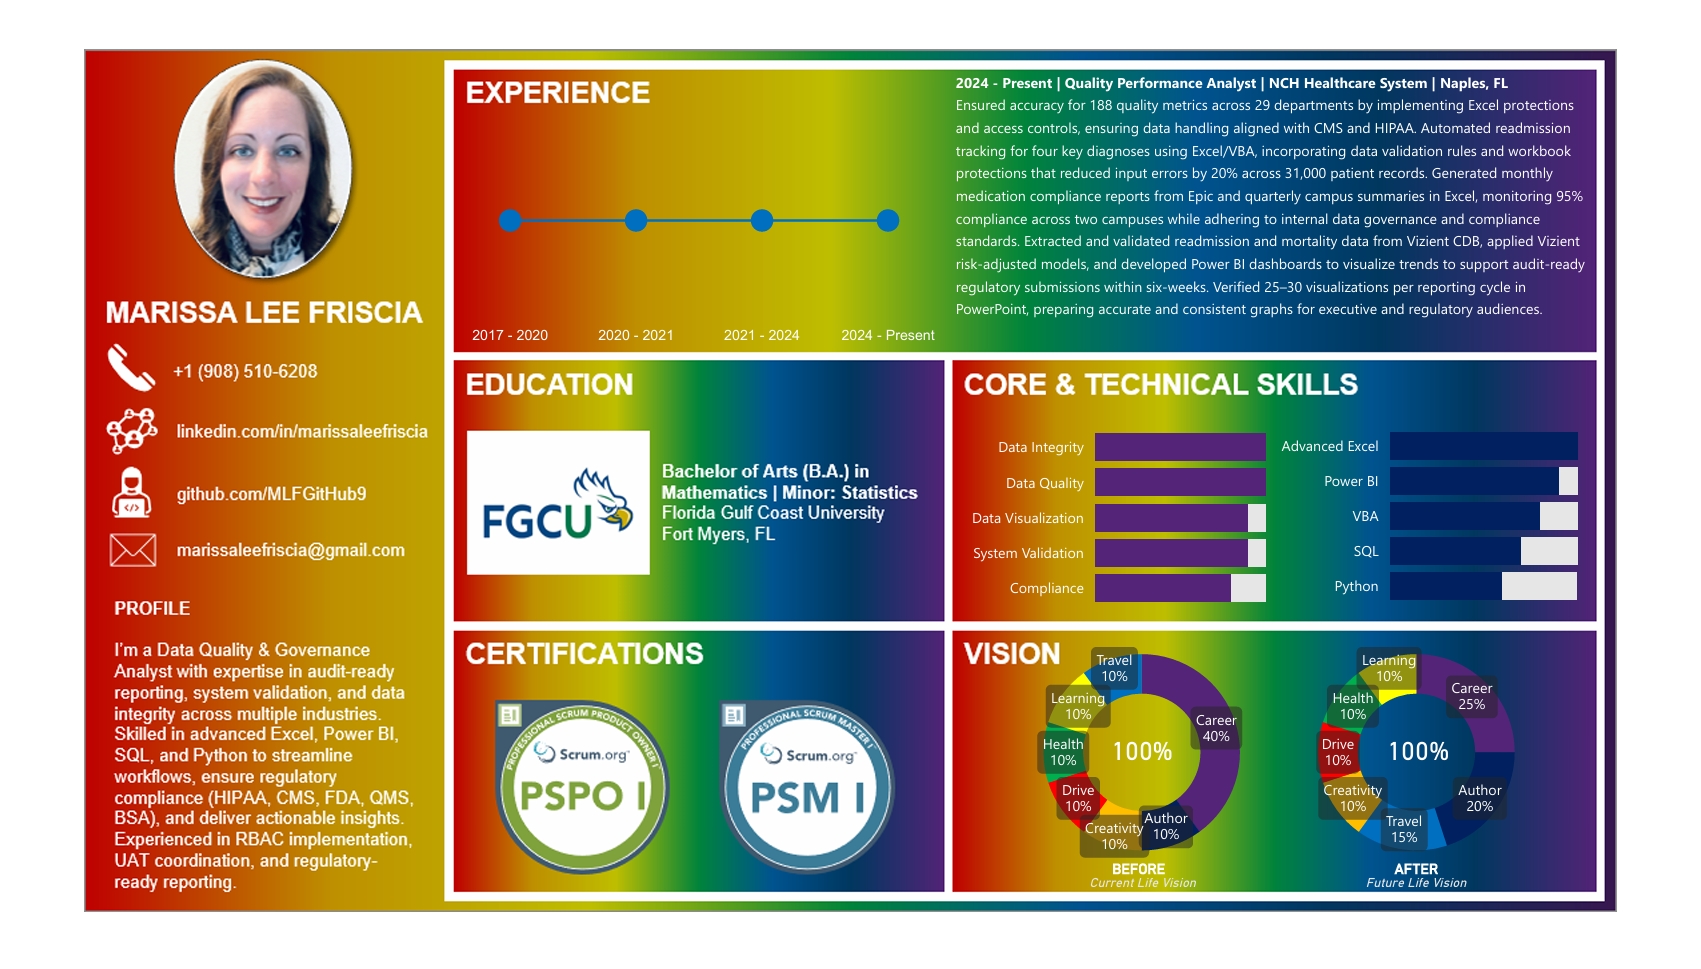 MARISSA LEE FRISCIA
+1 (908) 510-6208
linkedin.com/in/marissaleefriscia
github.com/MLFGitHub9
marissaleefriscia@gmail.com
PROFILE
I'm a Data Quality & Governance
Analyst with expertise in audit-ready
reporting, system validation, and data
integrity across multiple industries.
Skilled in advanced Excel, Power BI,
SQL, and Python to streamline
workflows, ensure regulatory
compliance (HIPAA, CMS, FDA, QMS,
BSA), and deliver actionable insights.
Experienced in RBAC implementation,
UAT coordination, and regulatory-
ready reporting.
EXPERIENCE
2017 - 2020
2020 - 2021
2021 - 2024
2024 - Present
2024 - Present | Quality Performance Analyst | NCH Healthcare System | Naples, FL
Ensured accuracy for 188 quality metrics across 29 departments by implementing Excel protections
and access controls, ensuring data handling aligned with CMS and HIPAA. Automated readmission
tracking for four key diagnoses using Excel/VBA, incorporating data validation rules and workbook
protections that reduced input errors by 20% across 31,000 patient records. Generated monthly
medication compliance reports from Epic and quarterly campus summaries in Excel, monitoring 95%
compliance across two campuses while adhering to internal data governance and compliance
standards. Extracted and validated readmission and mortality data from Vizient CDB, applied Vizient
risk-adjusted models, and developed Power BI dashboards to visualize trends to support audit-ready
regulatory submissions within six-weeks. Verified 25–30 visualizations per reporting cycle in
PowerPoint, preparing accurate and consistent graphs for executive and regulatory audiences.
EDUCATION
FGCU
Bachelor of Arts (B.A.) in
Mathematics | Minor: Statistics
Florida Gulf Coast University
Fort Myers, FL
CORE & TECHNICAL SKILLS
Data Integrity
Data Quality
Data Visualization
System Validation
Compliance
Advanced Excel
Power BI
VBA
SQL
Python
CERTIFICATIONS
PROFESSIONAL SCRUM PRODUCT OWNER I
Scrum.org™
PSPO I
PROFESSIONAL SCRUM MASTER I
Scrum.org™
PSM I
VISION
Travel
10%
Learning
10%
Career
40%
Health
10%
100%
Drive
10%
Creativity
10%
Author
10%
BEFORE
Current Life Vision
Learning
10%
Career
25%
Health
10%
Drive
10%
100%
Creativity
10%
Author
20%
Travel
15%
AFTER
Future Life Vision